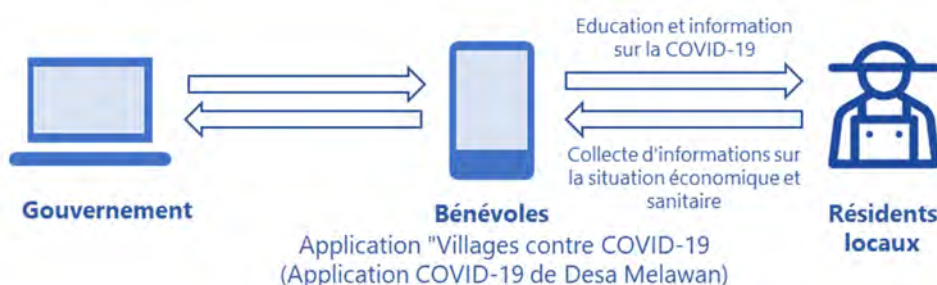 Education et information
sur la COVID-19
Collecte d'informations sur
la situation économique et
sanitaire
Gouvernement
Bénévoles
Résidents
locaux
Application "Villages contre COVID-19
(Application COVID-19 de Desa Melawan)